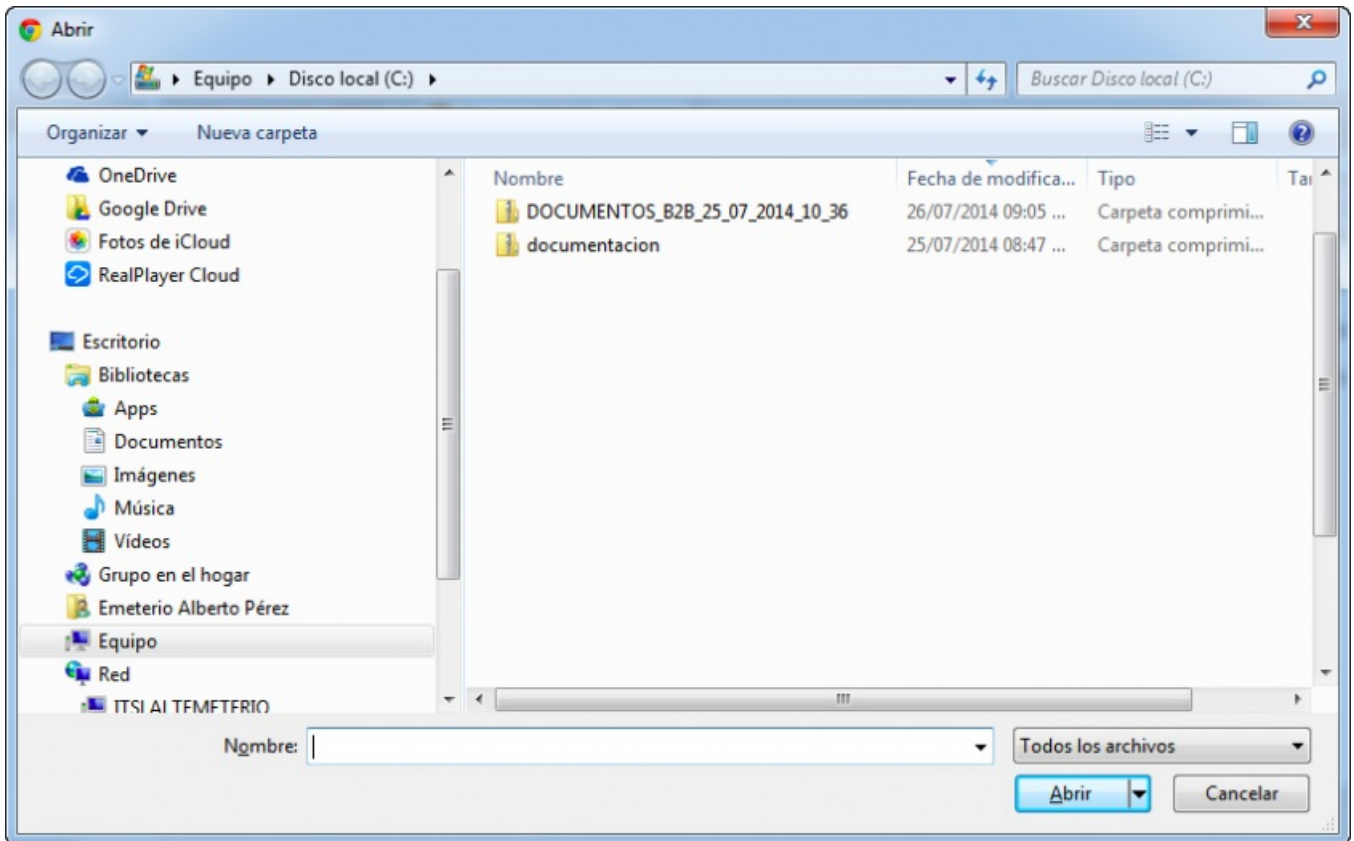 Abrir
Equipo Disco local (C:)
Buscar Disco local (C:)
Organizar Nueva carpeta
OneDrive
Google Drive
Fotos de iCloud
RealPlayer Cloud
Escritorio
Bibliotecas
Apps
Documentos
Imágenes
Música
Vídeos
Grupo en el hogar
Emeterio Alberto Pérez
Equipo
Red
ITSLALTEMETERIO
Nombre Fecha de modifica... Tipo Tai
DOCUMENTOS_B2B_25_07_2014_10_36 26/07/2014 09:05 ... Carpeta comprimi...
documentacion 25/07/2014 08:47 ... Carpeta comprimi...
Nombre:
Todos los archivos
Abrir Cancelar